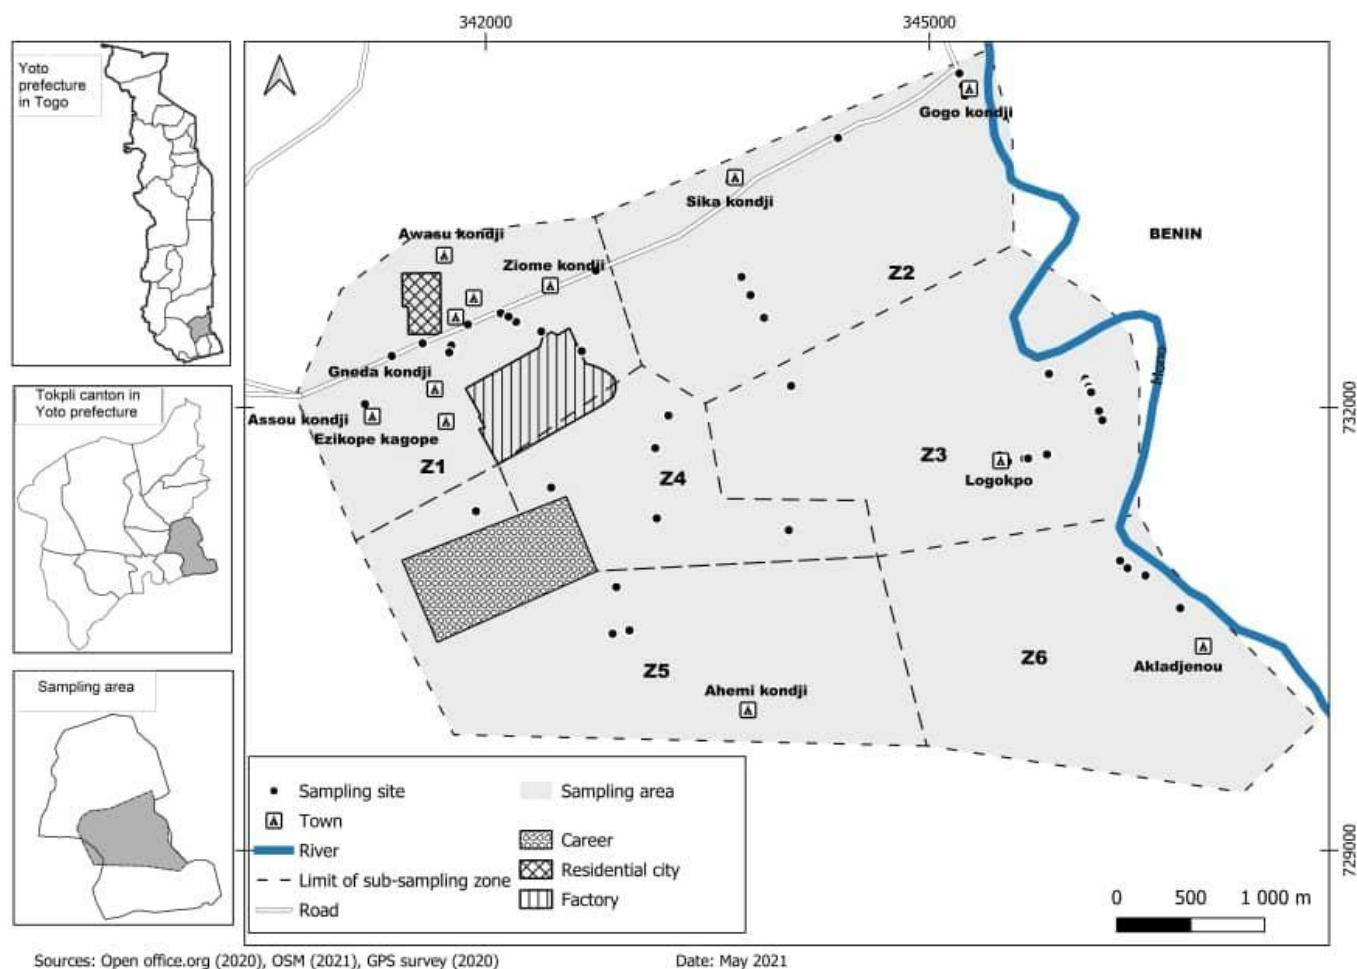 342000
345000
Yoto
prefecture
in Togo
Gogo kondji
Sika kondji
BENIN
Awasu kondji
Ziome kondji
Z2
Mono
Gneda kondji
Tokpli canton in
Yoto prefecture
Assou kondji
732000
Ezikope kagope
Z1
Z3
Z4
Logokpo
Z5
Z6
Akladjenou
Sampling area
Ahemi kondji
Sampling site
Town
River
Limit of sub-sampling zone
Road
Sampling area
Career
Residential city
Factory
729000
0 500 1 000 m
Sources: Open office.org (2020), OSM (2021), GPS survey (2020)
Date: May 2021